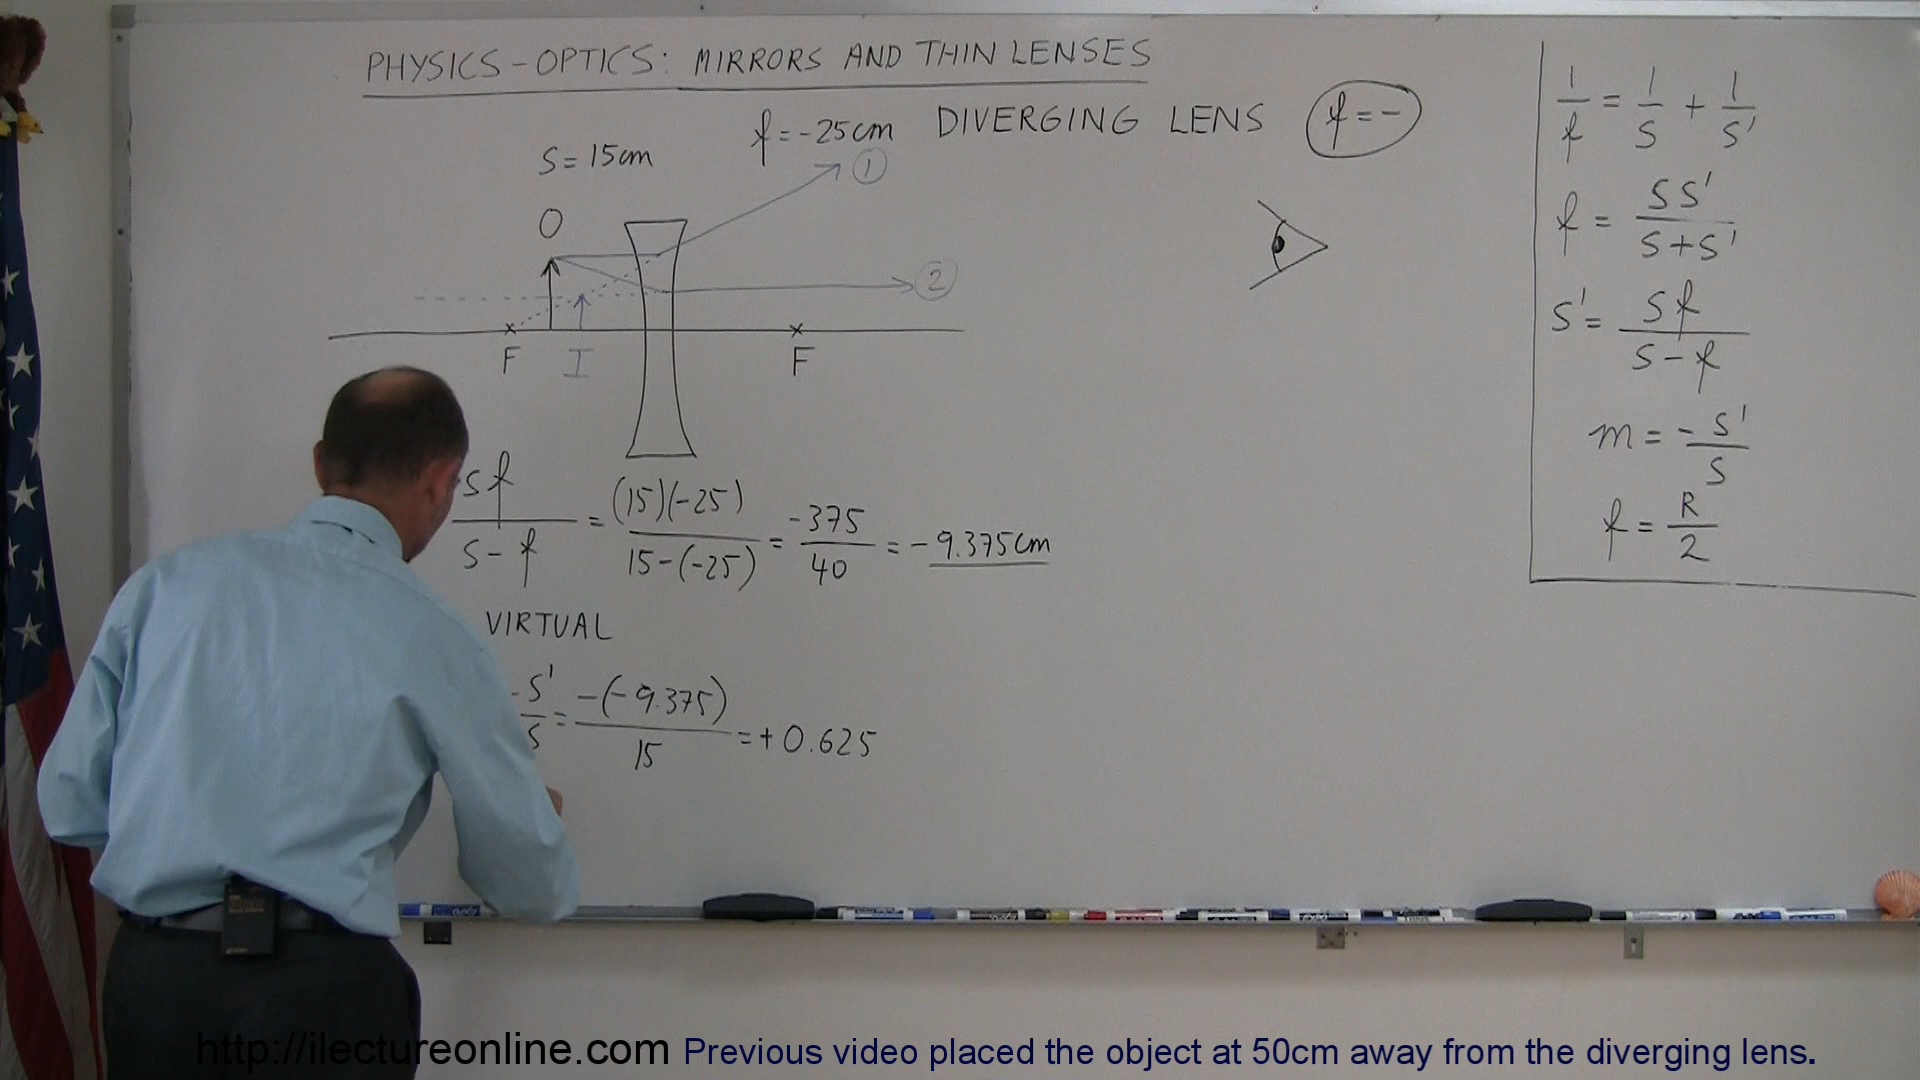 PHYSICS - OPTICS: MIRRORS AND THIN LENSES
f = -25cm DIVERGING LENS f = -
S = 15cm
1
O
2
F I F
sf / s - f = (15)(-25) / 15 - (-25) = -375 / 40 = - 9.375cm
VIRTUAL
- s' / s = -(-9.375) / 15 = + 0.625
1/f = 1/s + 1/s'
f = s s' / s + s'
s' = s f / s - f
m = - s' / s
f = R / 2
http://ilectureonline.com Previous video placed the object at 50cm away from the diverging lens.